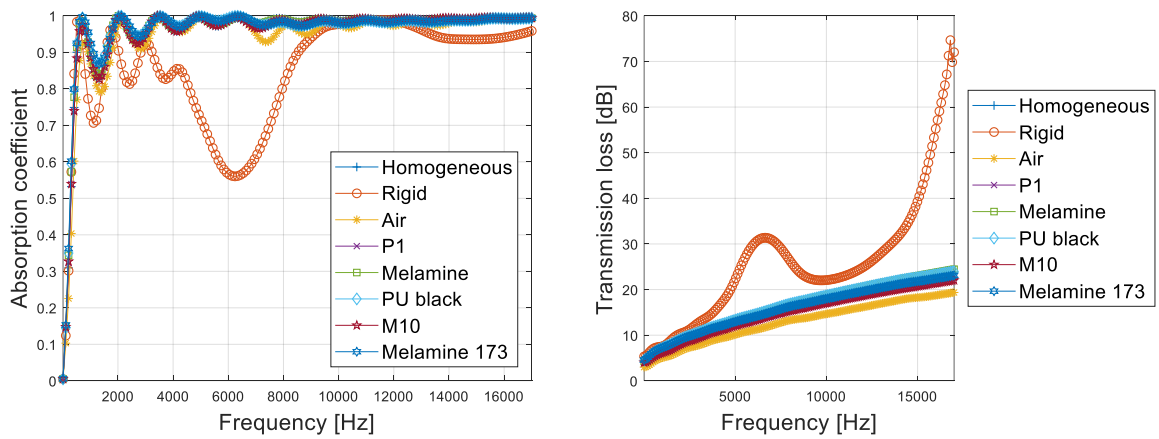 1
0.9
0.8
0.7
0.6
0.5
0.4
0.3
0.2
0.1
0
Absorption coefficient
2000 4000 6000 8000 10000 12000 14000 16000
Frequency [Hz]
Homogeneous
Rigid
Air
P1
Melamine
PU black
M10
Melamine 173
80
70
60
50
40
30
20
10
0
Transmission loss [dB]
5000 10000 15000
Frequency [Hz]
Homogeneous
Rigid
Air
P1
Melamine
PU black
M10
Melamine 173